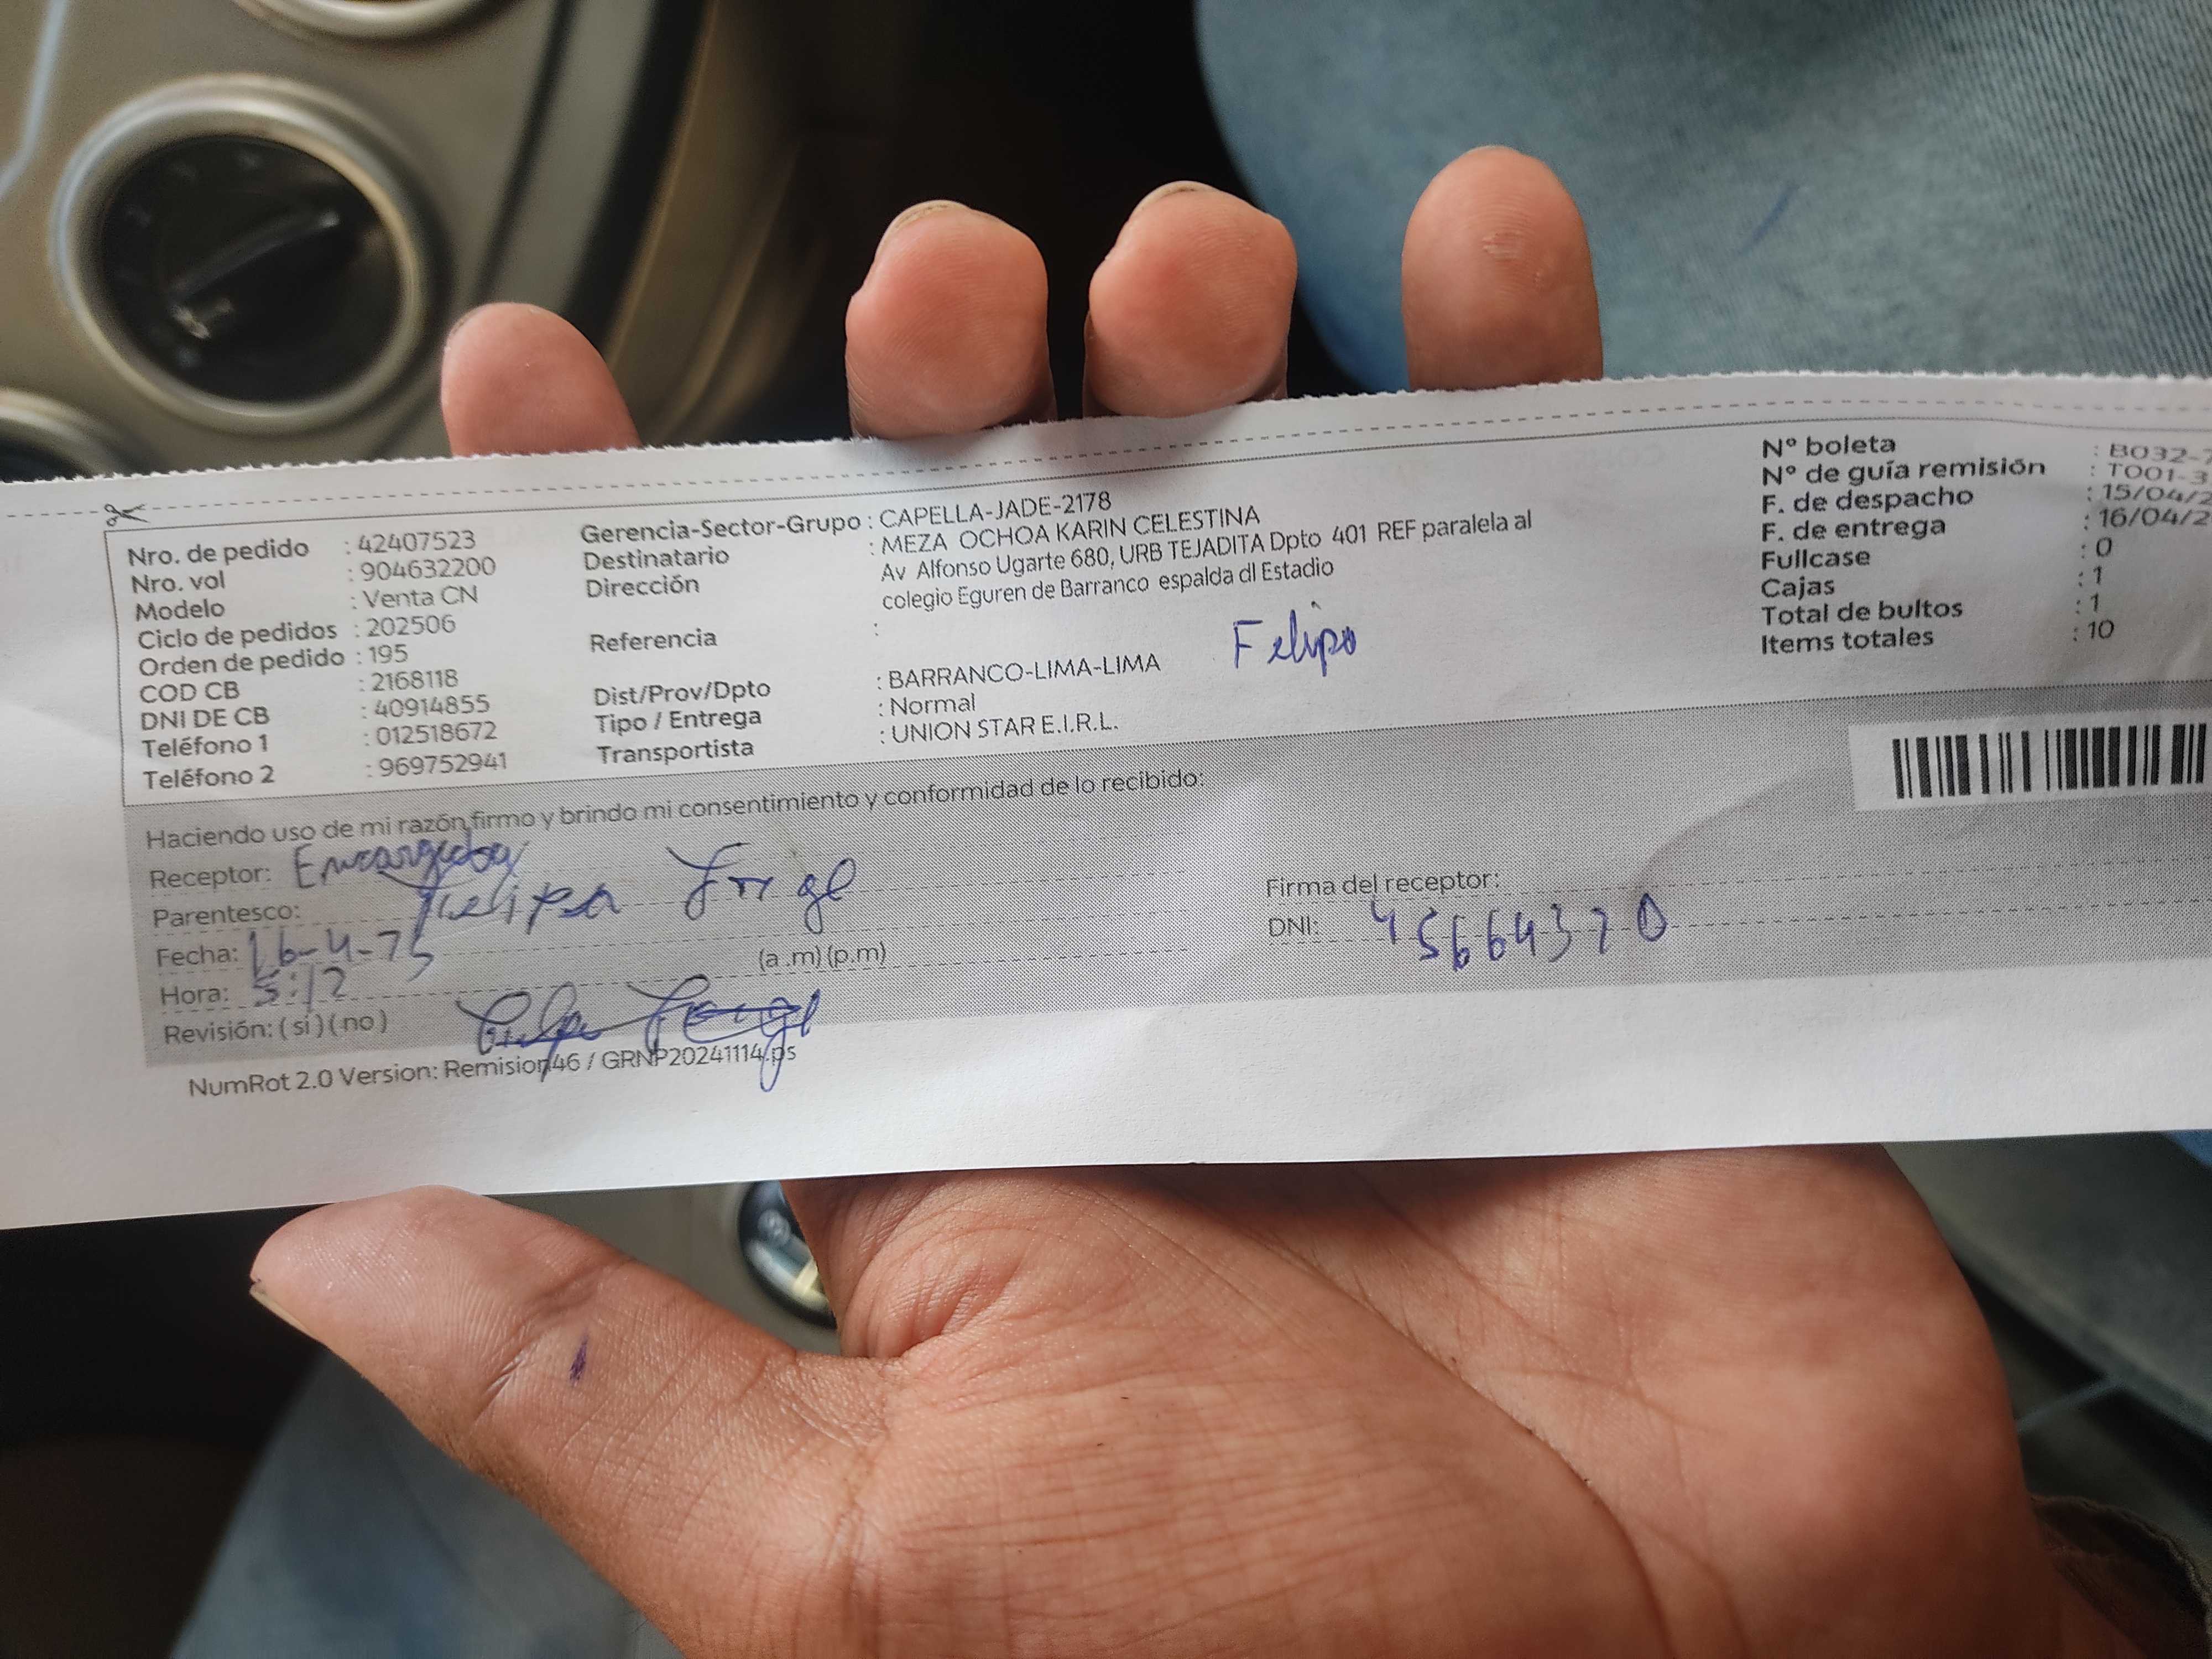 Nro. de pedido : 42407523
Nro. vol : 904632200
Modelo : Venta CN
Ciclo de pedidos : 202506
Orden de pedido : 195
COD CB : 2168118
DNI DE CB : 40914855
Teléfono 1 : 012518672
Teléfono 2 : 969752941
Gerencia-Sector-Grupo : CAPELLA-JADE-2178
Destinatario : MEZA OCHOA KARIN CELESTINA
Dirección Av Alfonso Ugarte 680, URB TEJADITA Dpto 401 REF paralela al
colegio Eguren de Barranco espalda dl Estadio
Referencia :
Dist/Prov/Dpto : BARRANCO-LIMA-LIMA
Tipo / Entrega : Normal
Transportista : UNION STAR E.I.R.L.
Felipo
N° boleta : B032-7
N° de guía remisión : T001-3
F. de despacho : 15/04/2
F. de entrega : 16/04/2
Fullcase : 0
Cajas : 1
Total de bultos : 1
Items totales : 10
Haciendo uso de mi razón,firmo y brindo mi consentimiento y conformidad de lo recibido:
Receptor:
Parentesco:
Fecha: 16-4-75
Hora: 5:12 (a .m) (p.m)
Revisión: ( si ) ( no )
Firma del receptor:
DNI: 45664370
NumRot 2.0 Version: Remision46 / GRNP20241114.ps